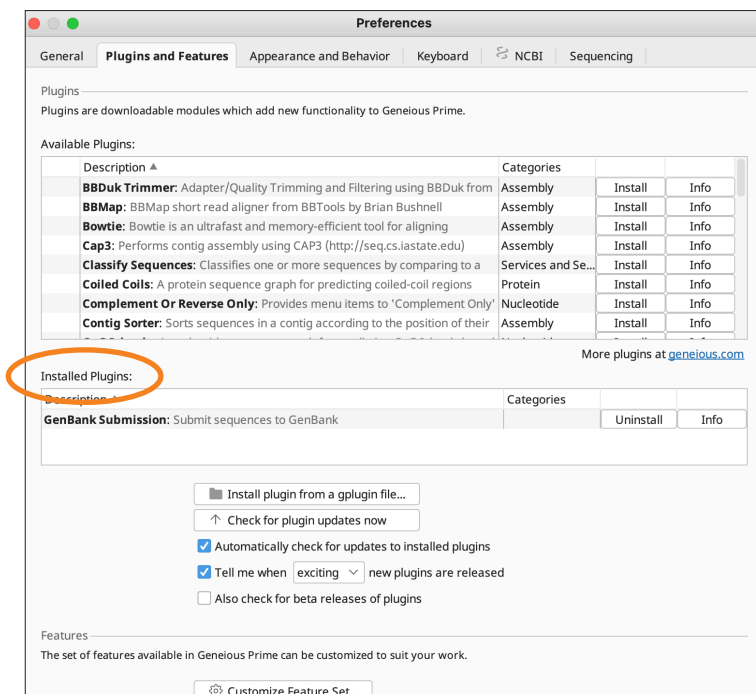 Preferences
General Plugins and Features Appearance and Behavior Keyboard NCBI Sequencing
Plugins
Plugins are downloadable modules which add new functionality to Geneious Prime.
Available Plugins:
Description Categories
BBDuk Trimmer: Adapter/Quality Trimming and Filtering using BBDuk from Assembly Install Info
BBMap: BBMap short read aligner from BBTools by Brian Bushnell Assembly Install Info
Bowtie: Bowtie is an ultrafast and memory-efficient tool for aligning Assembly Install Info
Cap3: Performs contig assembly using CAP3 (http://seq.cs.iastate.edu) Assembly Install Info
Classify Sequences: Classifies one or more sequences by comparing to a Services and Se... Install Info
Coiled Coils: A protein sequence graph for predicting coiled-coil regions Protein Install Info
Complement Or Reverse Only: Provides menu items to 'Complement Only' Nucleotide Install Info
Contig Sorter: Sorts sequences in a contig according to the position of their Assembly Install Info
More plugins at geneious.com
Installed Plugins:
Description Categories
GenBank Submission: Submit sequences to GenBank Uninstall Info
Install plugin from a gplugin file...
Check for plugin updates now
Automatically check for updates to installed plugins
Tell me when exciting new plugins are released
Also check for beta releases of plugins
Features
The set of features available in Geneious Prime can be customized to suit your work.
Customize Feature Set